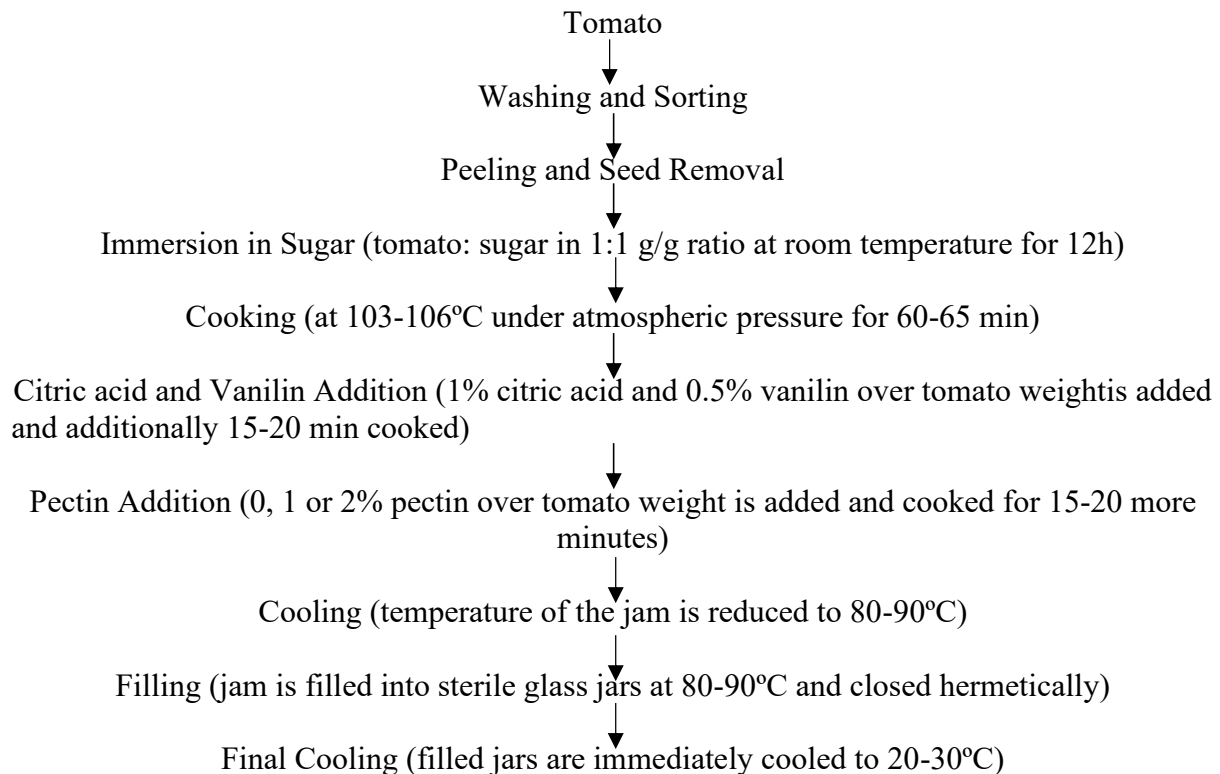 Tomato
Washing and Sorting
Peeling and Seed Removal
Immersion in Sugar (tomato: sugar in 1:1 g/g ratio at room temperature for 12h)
Cooking (at 103-106ºC under atmospheric pressure for 60-65 min)
Citric acid and Vanilin Addition (1% citric acid and 0.5% vanilin over tomato weightis added
and additionally 15-20 min cooked)
Pectin Addition (0, 1 or 2% pectin over tomato weight is added and cooked for 15-20 more
minutes)
Cooling (temperature of the jam is reduced to 80-90ºC)
Filling (jam is filled into sterile glass jars at 80-90ºC and closed hermetically)
Final Cooling (filled jars are immediately cooled to 20-30ºC)